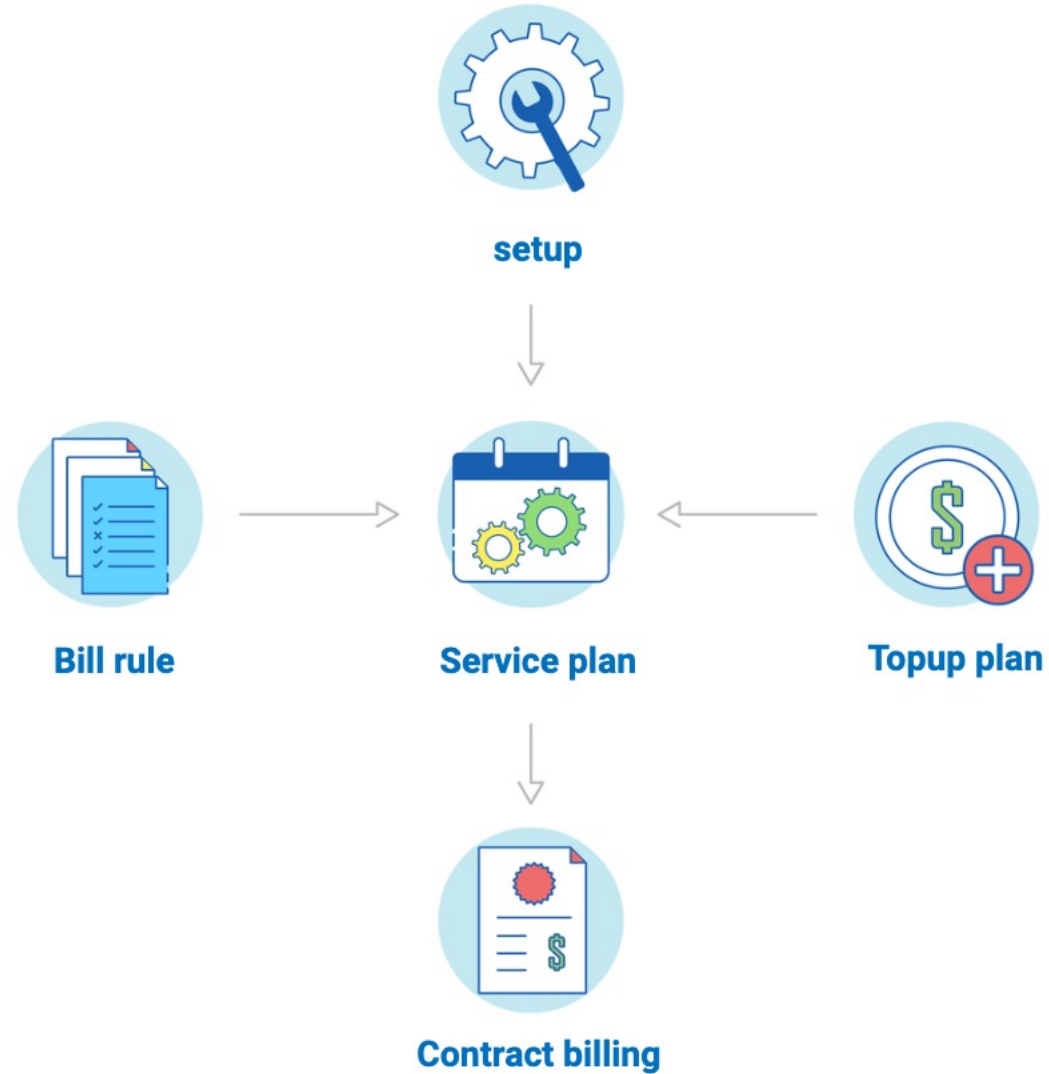 setup
Bill rule
Service plan
Topup plan
Contract billing